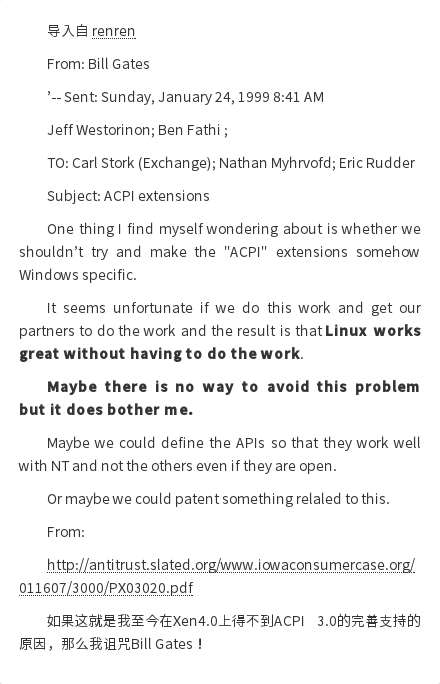 导入自 renren
From: Bill Gates
’-- Sent: Sunday, January 24, 1999 8:41 AM
Jeff Westorinon; Ben Fathi ;
TO: Carl Stork (Exchange); Nathan Myhrvofd; Eric Rudder
Subject: ACPI extensions
One thing I find myself wondering about is whether we
shouldn’t try and make the "ACPI" extensions somehow
Windows specific.
It seems unfortunate if we do this work and get our
partners to do the work and the result is that Linux works
great without having to do the work.
Maybe there is no way to avoid this problem
but it does bother me.
Maybe we could define the APIs so that they work well
with NT and not the others even if they are open.
Or maybe we could patent something relaled to this.
From:
http://antitrust.slated.org/www.iowaconsumercase.org/
011607/3000/PX03020.pdf
如果这就是我至今在Xen4.0上得不到ACPI 3.0的完善支持的
原因，那么我诅咒Bill Gates！